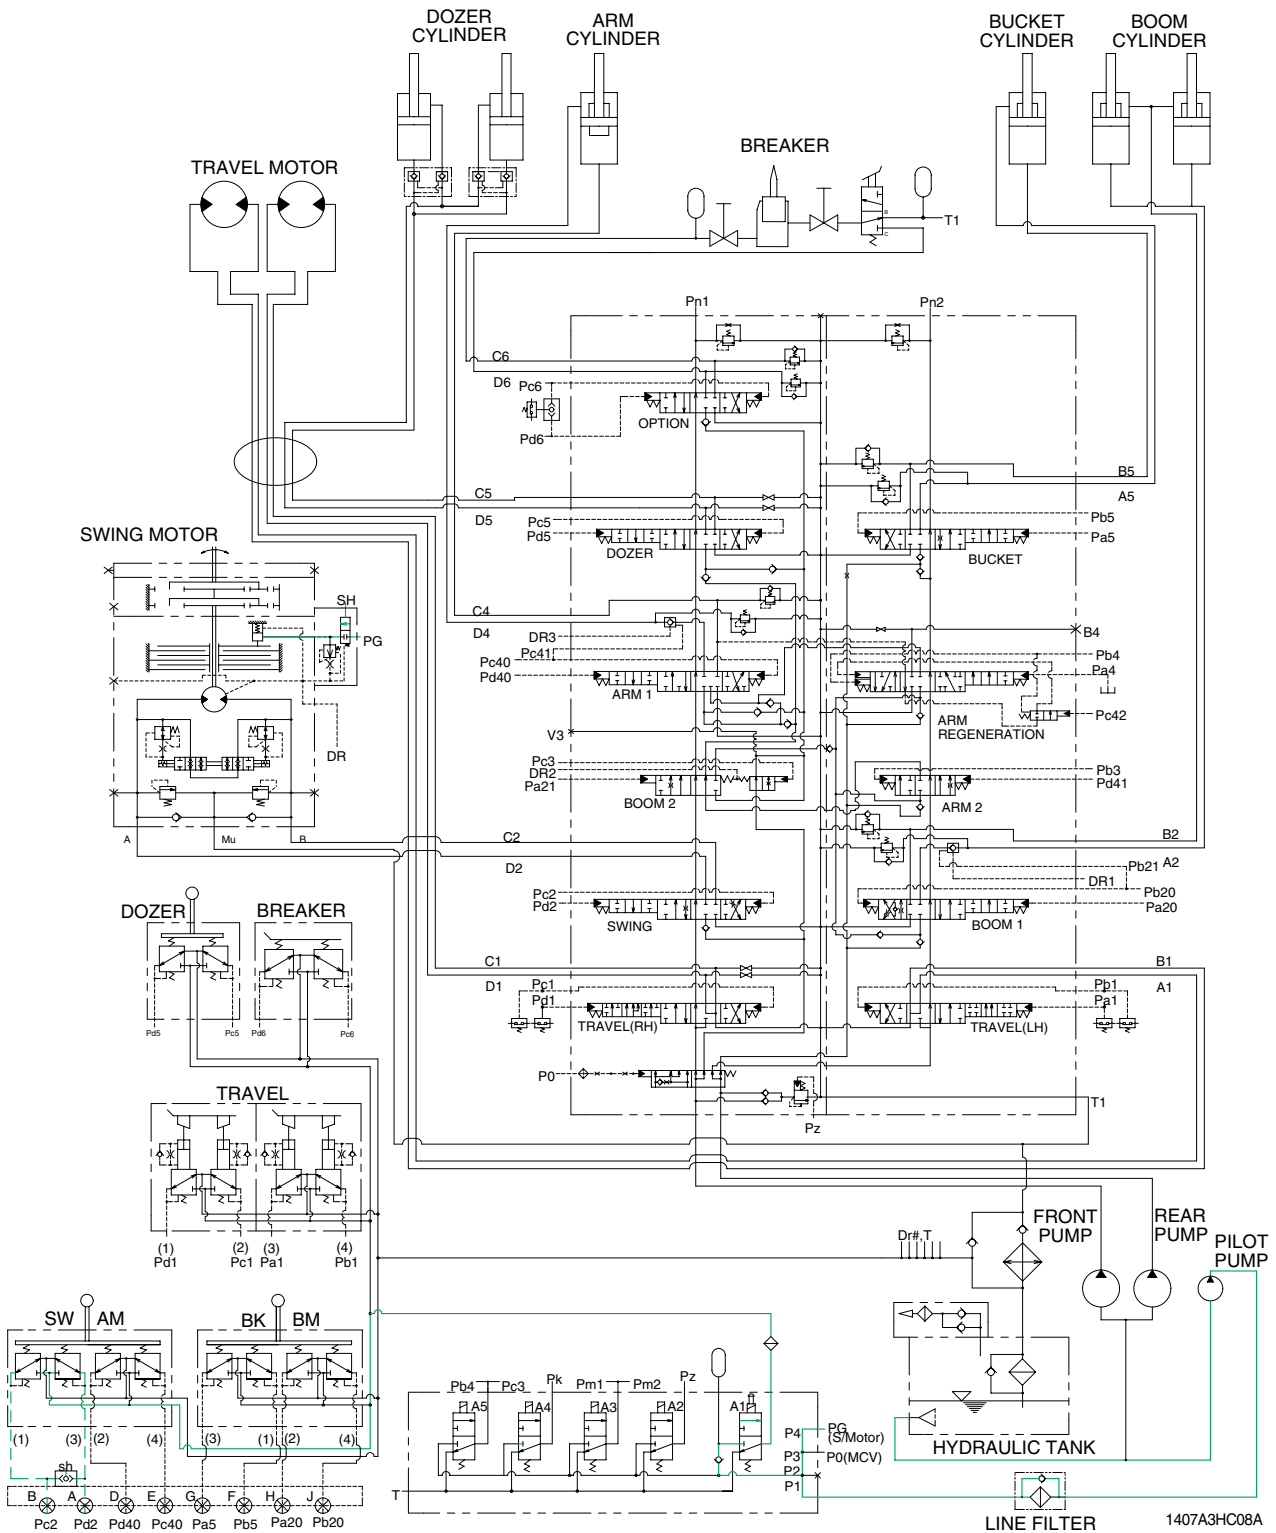 DOZER
CYLINDER
ARM
CYLINDER
BUCKET
CYLINDER
BOOM
CYLINDER
TRAVEL MOTOR
BREAKER
B
C
T1
Pn1
Pn2
C6
D6
Pc6
Pd6
OPTION
C5
D5
Pc5
Pd5
DOZER
B5
A5
Pb5
Pa5
BUCKET
SWING MOTOR
SH
PG
DR
A
Mu
B
C4
D4
DR3
Pc41
Pc40
Pd40
ARM 1
B4
Pb4
Pa4
Pc42
ARM
REGENERATION
V3
Pc3
DR2
Pa21
BOOM 2
Pb3
Pd41
ARM 2
C2
D2
B2
A2
Pb21
DR1
Pb20
Pa20
Pc2
Pd2
SWING
BOOM 1
C1
D1
Pc1
Pd1
TRAVEL(RH)
B1
A1
Pb1
Pa1
TRAVEL(LH)
P0
Pz
T1
DOZER
BREAKER
Pd5
Pc5
Pd6
Pc6
TRAVEL
(1)
Pd1
(2)
Pc1
(3)
Pa1
(4)
Pb1
Dr#,T
FRONT
PUMP
REAR
PUMP
PILOT
PUMP
SW AM
BK BM
(1) (3) (2) (4)
(3) (1) (2) (4)
sh
B A D E G F H J
Pc2 Pd2 Pd40 Pc40 Pa5 Pb5 Pa20 Pb20
Pb4 Pc3 Pk Pm1 Pm2 Pz
A5 A4 A3 A2 A1
T
P4
P3
P2
P1
PG
(S/Motor)
P0(MCV)
HYDRAULIC TANK
LINE FILTER
1407A3HC08A